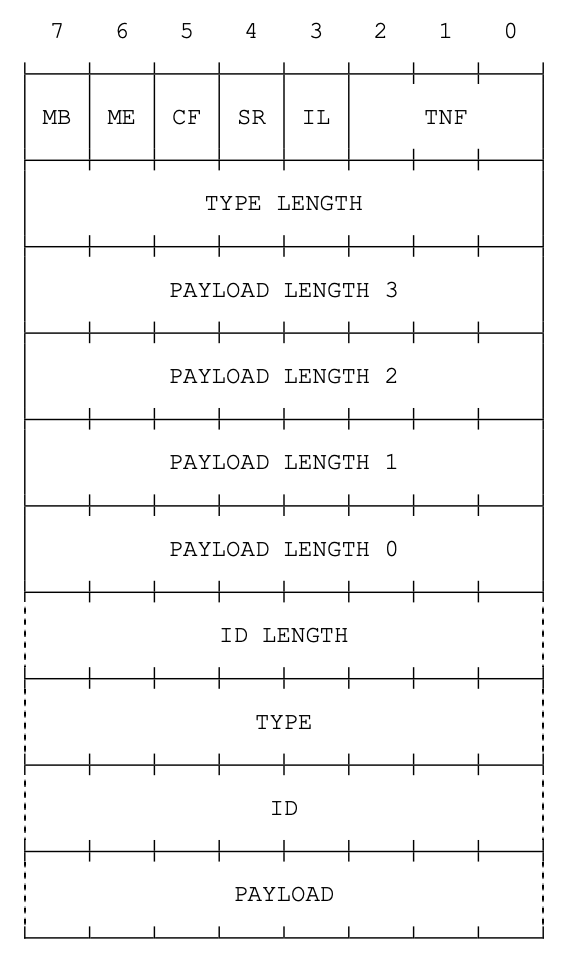 7 6 5 4 3 2 1 0
MB ME CF SR IL TNF
TYPE LENGTH
PAYLOAD LENGTH 3
PAYLOAD LENGTH 2
PAYLOAD LENGTH 1
PAYLOAD LENGTH 0
ID LENGTH
TYPE
ID
PAYLOAD